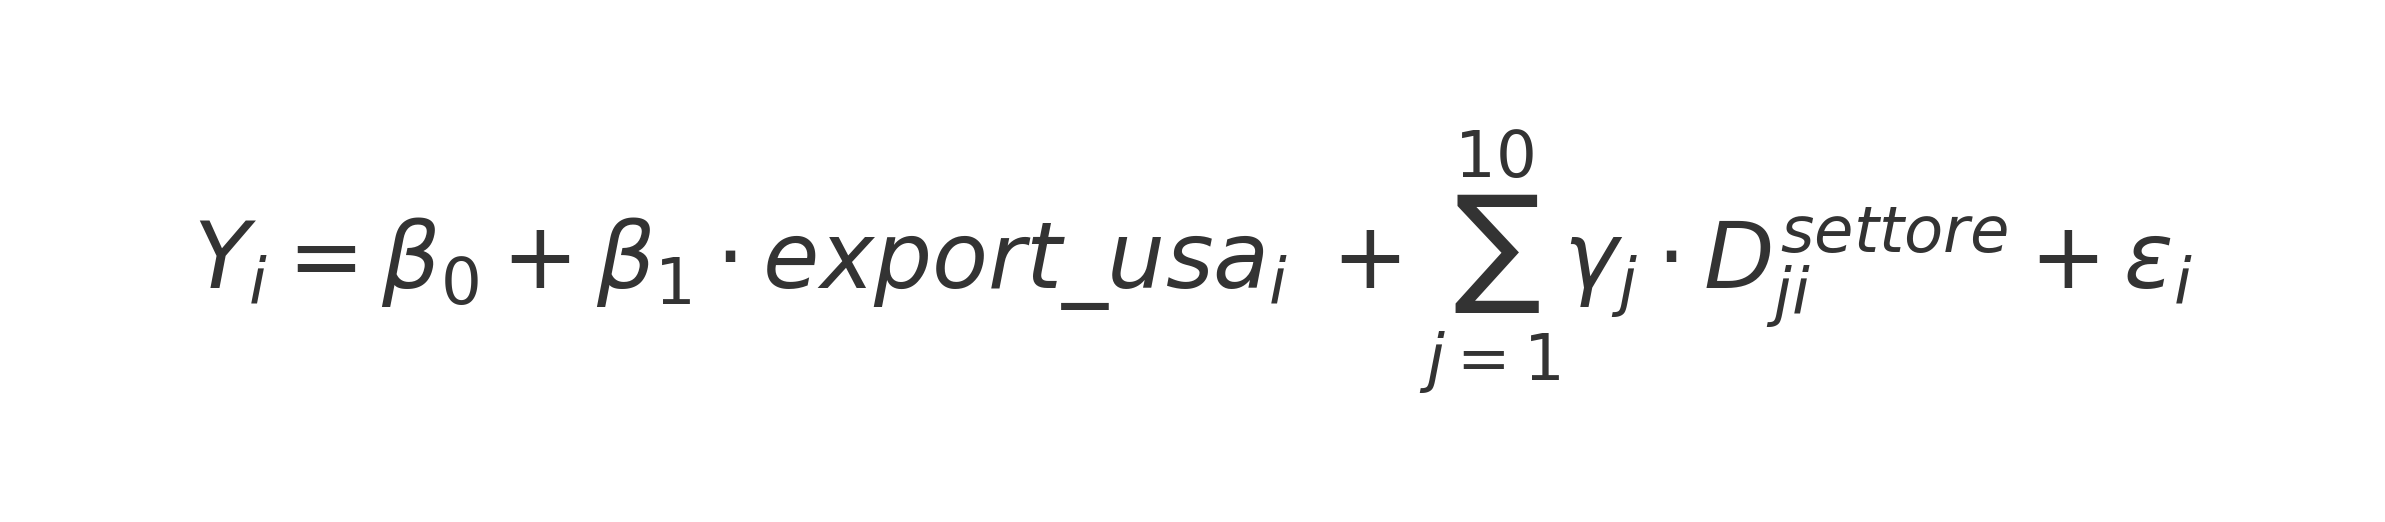 Y_i = β_0 + β_1 · export_usa_i + ∑_{j=1}^{10} γ_j · D_{ji}^{settore} + ε_i